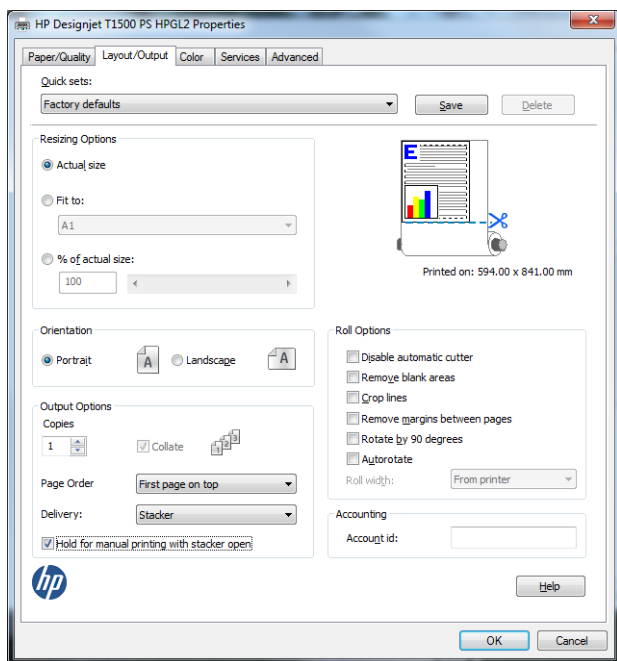 HP Designjet T1500 PS HPGL2 Properties
Paper/Quality Layout/Output Color Services Advanced
Quick sets:
Factory defaults Save Delete
Resizing Options
Actual size
Fit to:
A1
% of actual size:
100
E
Printed on: 594.00 x 841.00 mm
Orientation
Portrait A Landscape A
Output Options
Copies
1 Collate 1 2 3
Page Order First page on top
Delivery: Stacker
Hold for manual printing with stacker open
Roll Options
Disable automatic cutter
Remove blank areas
Crop lines
Remove margins between pages
Rotate by 90 degrees
Autorotate
Roll width: From printer
Accounting
Account id:
hp Help
OK Cancel